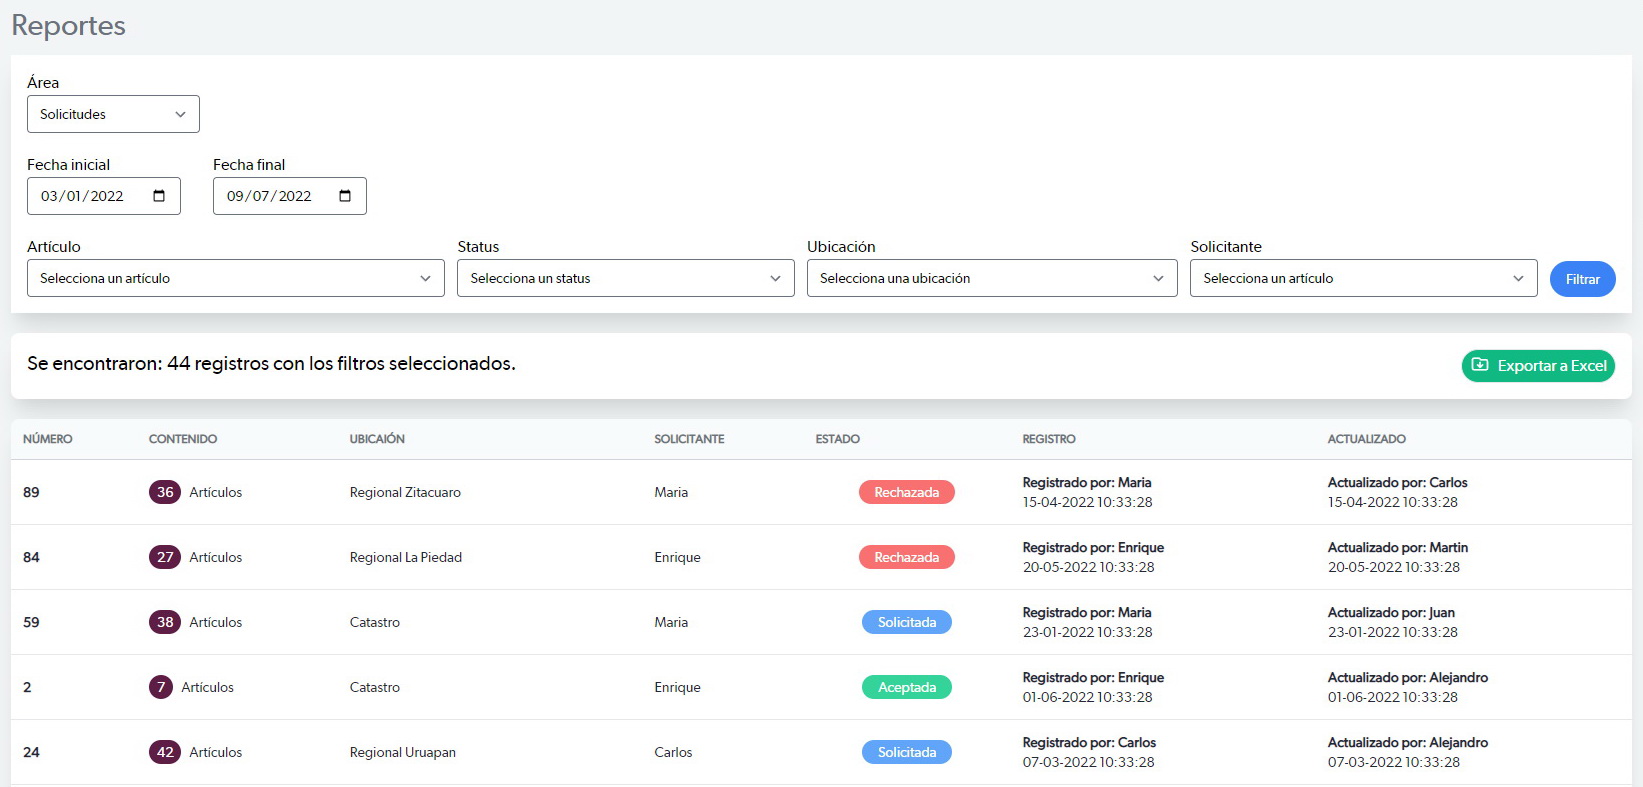 Reportes
Área
Solicitudes
Fecha inicial Fecha final
03/01/2022 09/07/2022
Artículo Status Ubicación Solicitante
Selecciona un artículo Selecciona un status Selecciona una ubicación Selecciona un artículo Filtrar
Se encontraron: 44 registros con los filtros seleccionados. Exportar a Excel
NÚMERO CONTENIDO UBICAIÓN SOLICITANTE ESTADO REGISTRO ACTUALIZADO
89 36 Artículos Regional Zitacuaro Maria Rechazada Registrado por: Maria Actualizado por: Carlos
15-04-2022 10:33:28 15-04-2022 10:33:28
84 27 Artículos Regional La Piedad Enrique Rechazada Registrado por: Enrique Actualizado por: Martin
20-05-2022 10:33:28 20-05-2022 10:33:28
59 38 Artículos Catastro Maria Solicitada Registrado por: Maria Actualizado por: Juan
23-01-2022 10:33:28 23-01-2022 10:33:28
2 7 Artículos Catastro Enrique Aceptada Registrado por: Enrique Actualizado por: Alejandro
01-06-2022 10:33:28 01-06-2022 10:33:28
24 42 Artículos Regional Uruapan Carlos Solicitada Registrado por: Carlos Actualizado por: Alejandro
07-03-2022 10:33:28 07-03-2022 10:33:28